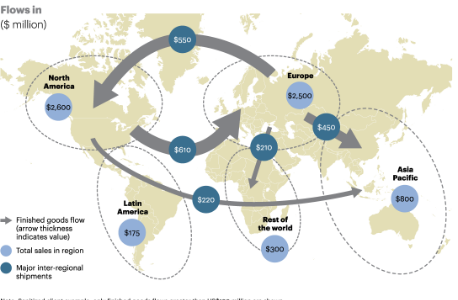 Flows in
($ million)
$550
North
America
$2,600
Europe
$2,500
$610
$210
$450
$220
Asia
Pacific
$800
Latin
America
$175
Rest of
the world
$300
Finished goods flow
(arrow thickness
indicates value)
Total sales in region
Major inter-regional
shipments